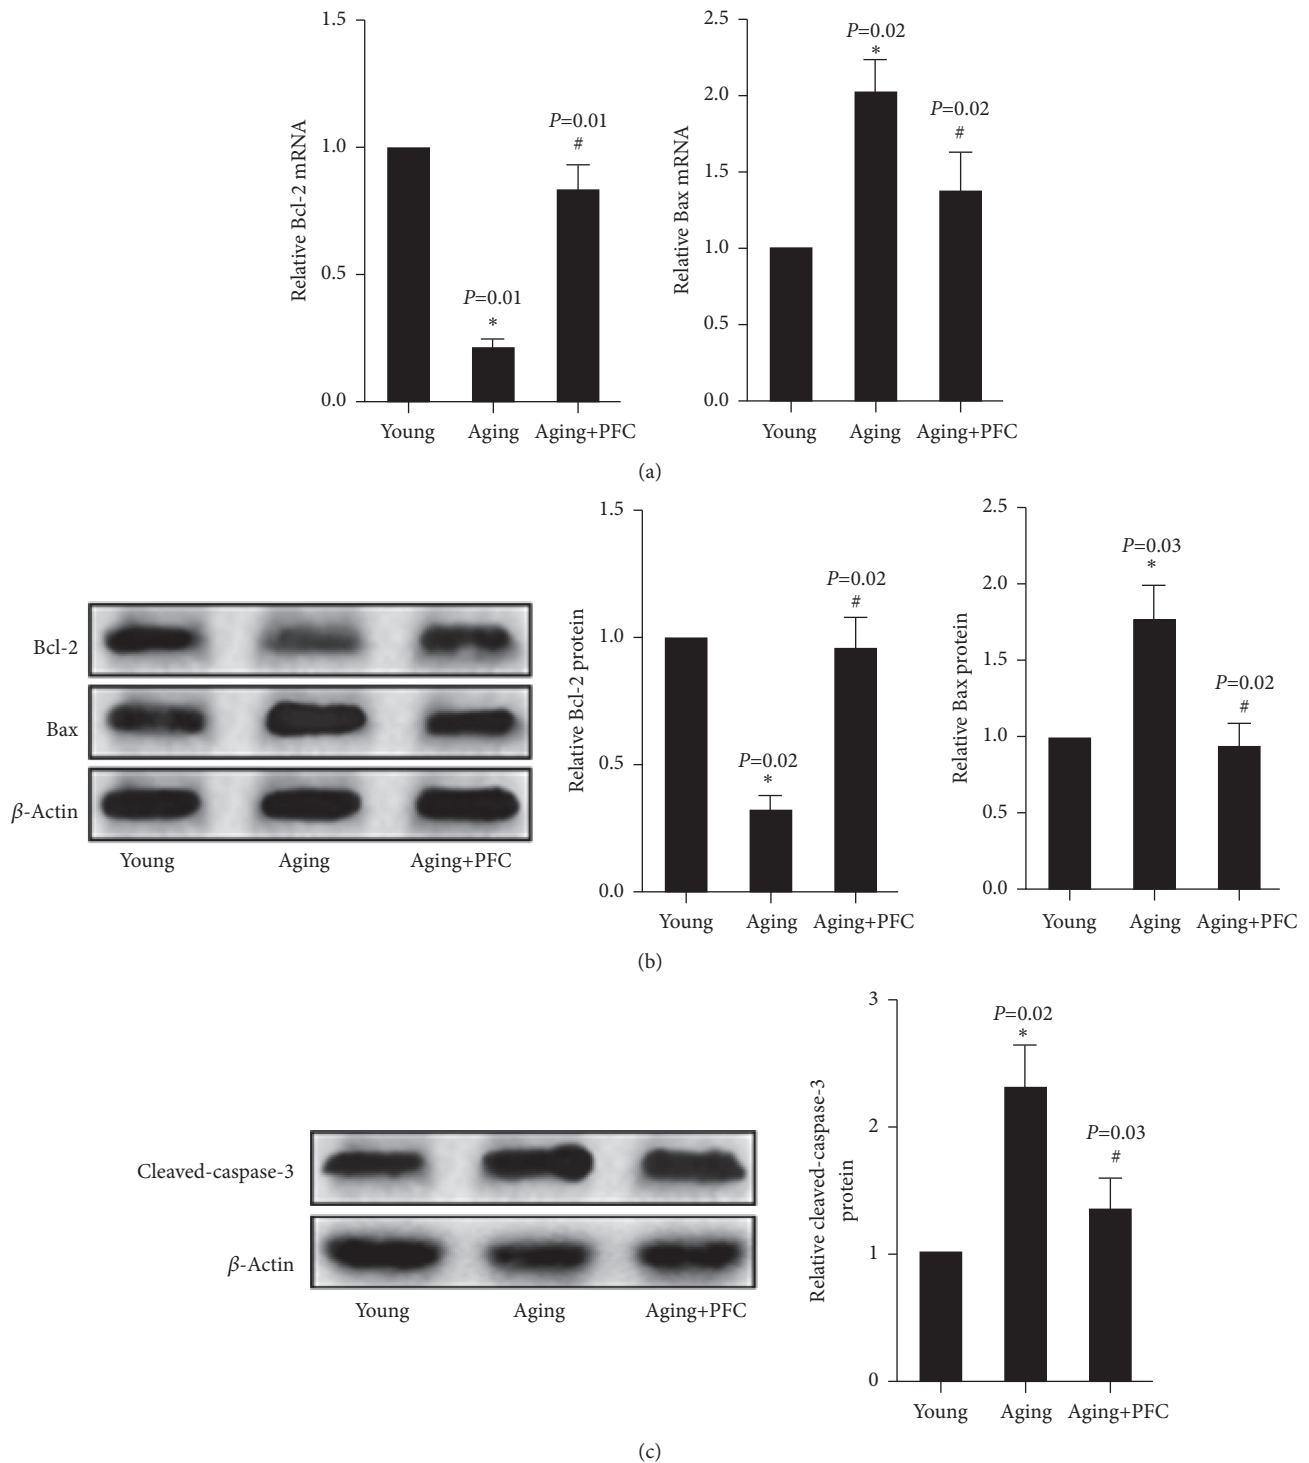 1.5
1.0
0.5
0.0
Relative Bcl-2 mRNA
P=0.01
*
P=0.01
#
Young Aging Aging+PFC
2.5
2.0
1.5
1.0
0.5
0.0
Relative Bax mRNA
P=0.02
*
P=0.02
#
Young Aging Aging+PFC
(a)
Bcl-2
Bax
β-Actin
Young Aging Aging+PFC
1.5
1.0
0.5
0.0
Relative Bcl-2 protein
P=0.02
*
P=0.02
#
Young Aging Aging+PFC
2.5
2.0
1.5
1.0
0.5
0.0
Relative Bax protein
P=0.03
*
P=0.02
#
Young Aging Aging+PFC
(b)
Cleaved-caspase-3
β-Actin
Young Aging Aging+PFC
3
2
1
0
Relative cleaved-caspase-3
protein
P=0.02
*
P=0.03
#
Young Aging Aging+PFC
(c)